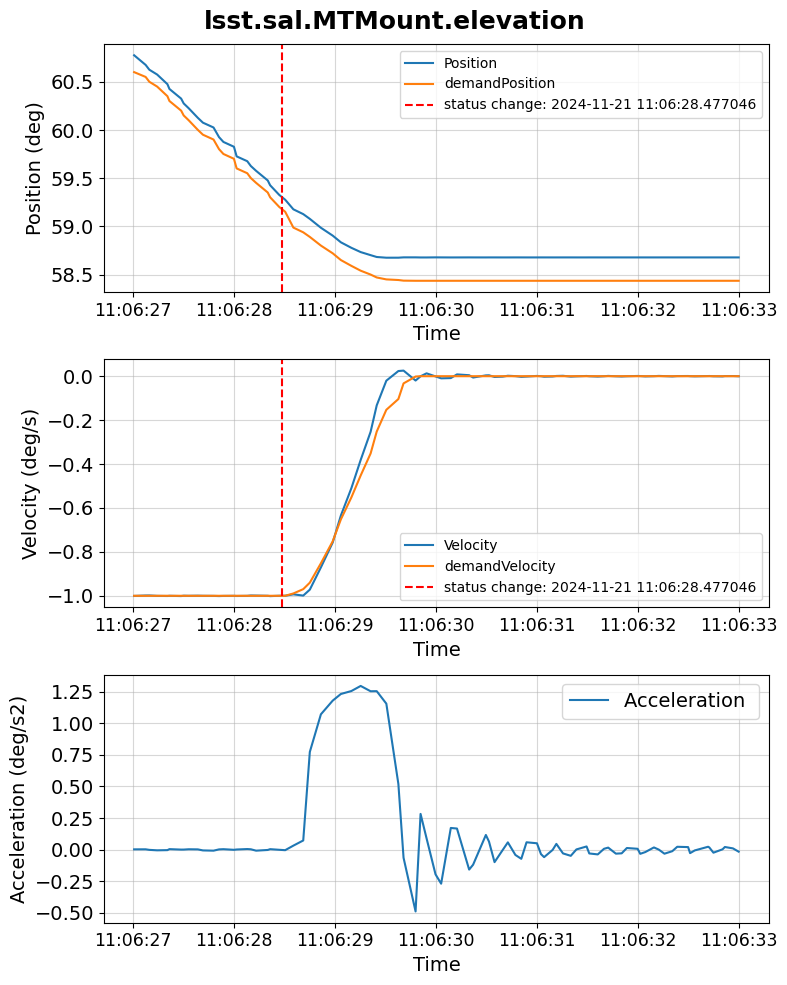 lsst.sal.MTMount.elevation
Position (deg)
60.5
60.0
59.5
59.0
58.5
Position
demandPosition
status change: 2024-11-21 11:06:28.477046
11:06:27 11:06:28 11:06:29 11:06:30 11:06:31 11:06:32 11:06:33
Time
Velocity (deg/s)
0.0
−0.2
−0.4
−0.6
−0.8
−1.0
Velocity
demandVelocity
status change: 2024-11-21 11:06:28.477046
11:06:27 11:06:28 11:06:29 11:06:30 11:06:31 11:06:32 11:06:33
Time
Acceleration (deg/s2)
1.25
1.00
0.75
0.50
0.25
0.00
−0.25
−0.50
Acceleration
11:06:27 11:06:28 11:06:29 11:06:30 11:06:31 11:06:32 11:06:33
Time